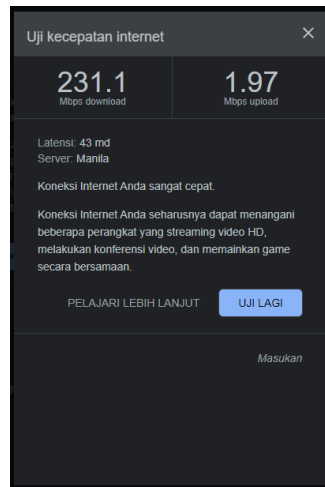 Uji kecepatan internet
231.1
Mbps download
1.97
Mbps upload
Latensi: 43 md
Server: Manila
Koneksi Internet Anda sangat cepat.
Koneksi Internet Anda seharusnya dapat menangani
beberapa perangkat yang streaming video HD,
melakukan konferensi video, dan memainkan game
secara bersamaan.
PELAJARI LEBIH LANJUT
UJI LAGI
Masukan